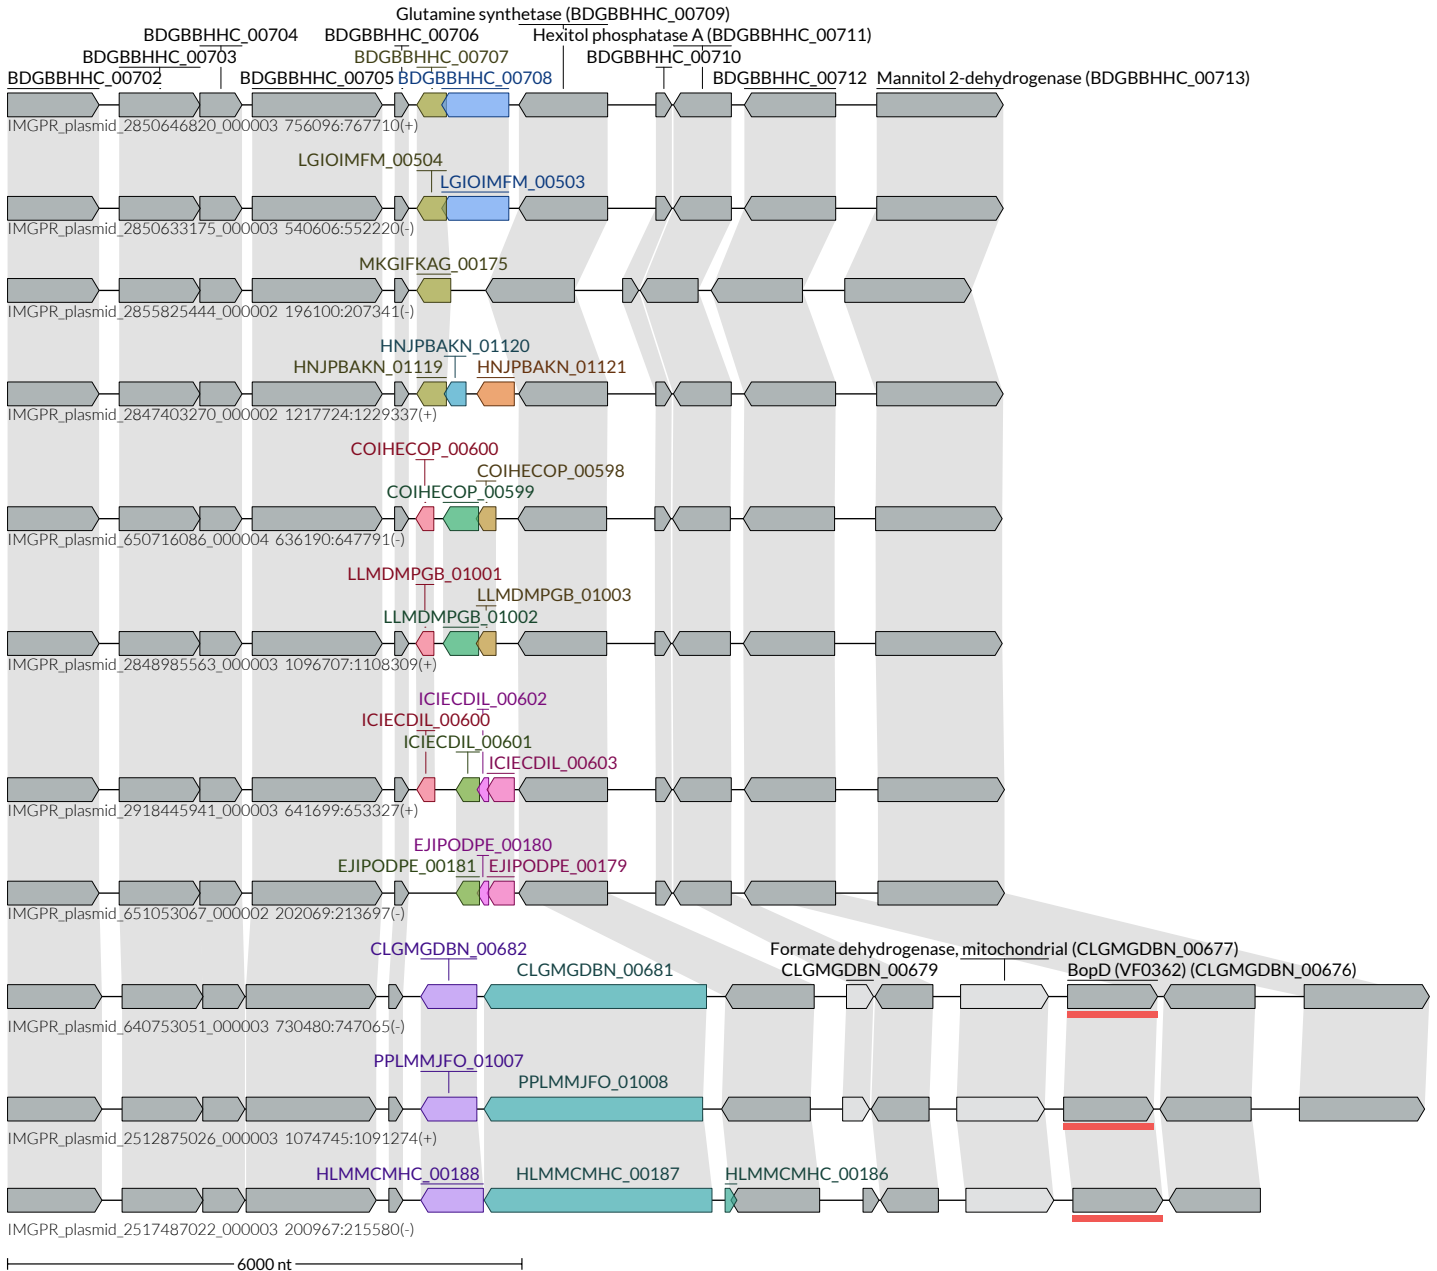 Glutamine synthetase (BDGBBHHC_00709)
BDGBBHHC_00704 BDGBBHHC_00706 Hexitol phosphatase A (BDGBBHHC_00711)
BDGBBHHC_00703 BDGBBHHC_00707 BDGBBHHC_00710
BDGBBHHC_00702 BDGBBHHC_00705 BDGBBHHC_00708 BDGBBHHC_00712 Mannitol 2-dehydrogenase (BDGBBHHC_00713)
IMGPR_plasmid_2850646820_000003 756096:767710(+)
LGIOIMFM_00504
LGIOIMFM_00503
IMGPR_plasmid_2850633175_000003 540606:552220(-)
MKGIFKAG_00175
IMGPR_plasmid_2855825444_000002 196100:207341(-)
HNJPBAKN_01120
HNJPBAKN_01119 HNJPBAKN_01121
IMGPR_plasmid_2847403270_000002 1217724:1229337(+)
COIHECOP_00600
COIHECOP_00598
COIHECOP_00599
IMGPR_plasmid_650716086_000004 636190:647791(-)
LLMDMPGB_01001
LLMDMPGB_01003
LLMDMPGB_01002
IMGPR_plasmid_2848985563_000003 1096707:1108309(+)
ICIECDIL_00602
ICIECDIL_00600
ICIECDIL_00601
ICIECDIL_00603
IMGPR_plasmid_2918445941_000003 641699:653327(+)
EJIPODPE_00180
EJIPODPE_00181 EJIPODPE_00179
IMGPR_plasmid_651053067_000002 202069:213697(-)
CLGMGDBN_00682 Formate dehydrogenase, mitochondrial (CLGMGDBN_00677)
CLGMGDBN_00681 CLGMGDBN_00679 BopD (VF0362) (CLGMGDBN_00676)
IMGPR_plasmid_640753051_000003 730480:747065(-)
PPLMMJFO_01007
PPLMMJFO_01008
IMGPR_plasmid_2512875026_000003 1074745:1091274(+)
HLMMCMHC_00188 HLMMCMHC_00187 HLMMCMHC_00186
IMGPR_plasmid_2517487022_000003 200967:215580(-)
6000 nt